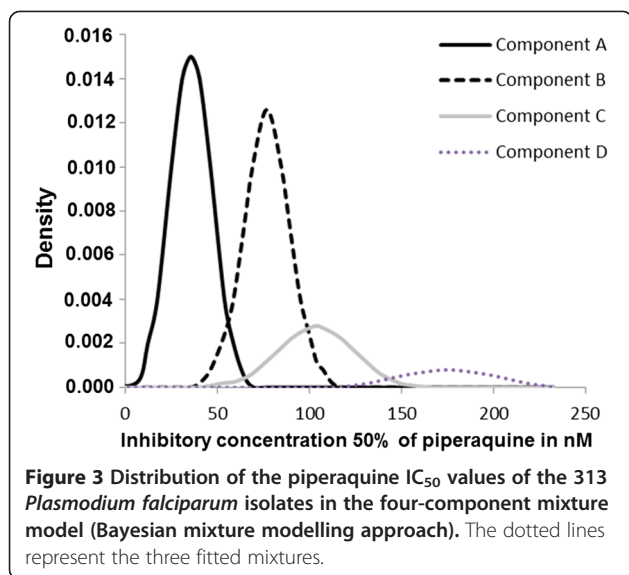 0.016
0.014
0.012
0.010
0.008
0.006
0.004
0.002
0.000
Density
0
50
100
150
200
250
Inhibitory concentration 50% of piperaquine in nM
Component A
Component B
Component C
Component D
Figure 3 Distribution of the piperaquine IC50 values of the 313
Plasmodium falciparum isolates in the four-component mixture
model (Bayesian mixture modelling approach). The dotted lines
represent the three fitted mixtures.